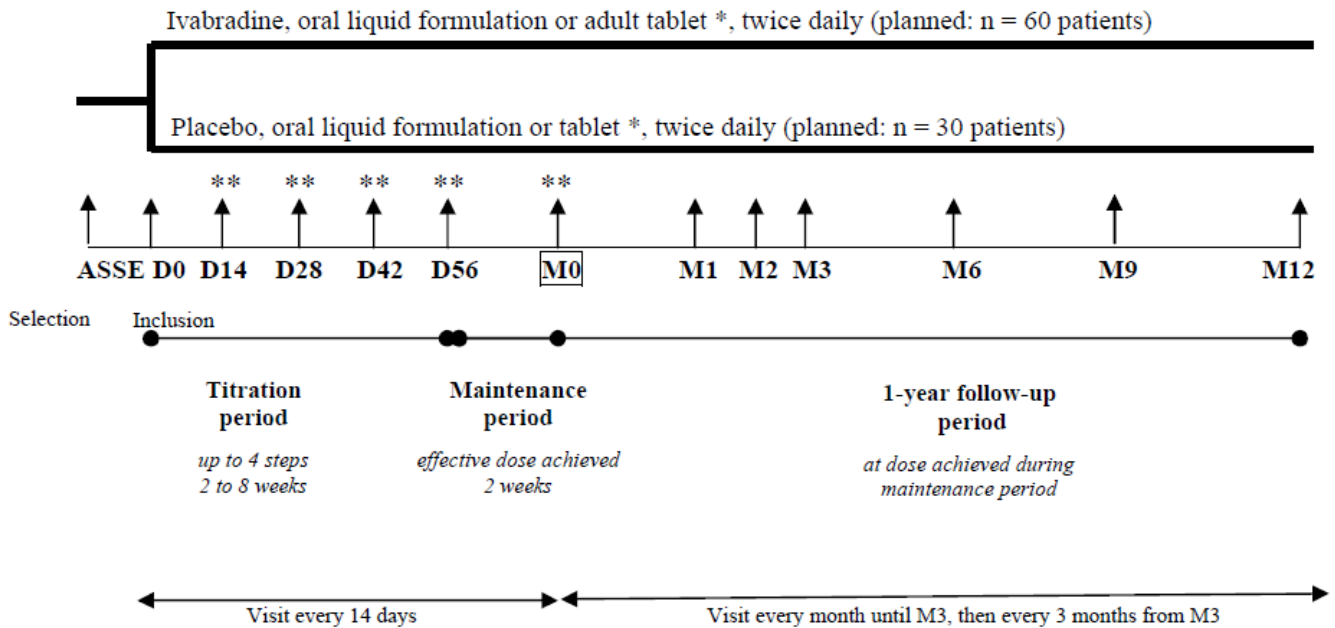 Ivabradine, oral liquid formulation or adult tablet *, twice daily (planned: n = 60 patients)
Placebo, oral liquid formulation or tablet *, twice daily (planned: n = 30 patients)
** ** ** ** **
ASSE D0 D14 D28 D42 D56 M0 M1 M2 M3 M6 M9 M12
Selection Inclusion
Titration period
up to 4 steps
2 to 8 weeks
Maintenance period
effective dose achieved
2 weeks
1-year follow-up period
at dose achieved during
maintenance period
Visit every 14 days
Visit every month until M3, then every 3 months from M3